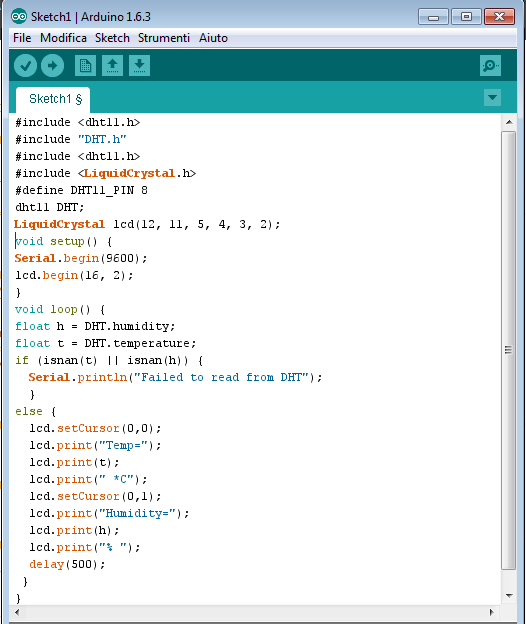 Sketch1 | Arduino 1.6.3
File Modifica Sketch Strumenti Aiuto
Sketch1 §
#include <dht11.h>
#include "DHT.h"
#include <dht11.h>
#include <LiquidCrystal.h>
#define DHT11_PIN 8
dht11 DHT;
LiquidCrystal lcd(12, 11, 5, 4, 3, 2);
void setup() {
Serial.begin(9600);
lcd.begin(16, 2);
}
void loop() {
float h = DHT.humidity;
float t = DHT.temperature;
if (isnan(t) || isnan(h)) {
  Serial.println("Failed to read from DHT");
  }
else {
  lcd.setCursor(0,0);
  lcd.print("Temp=");
  lcd.print(t);
  lcd.print(" *C");
  lcd.setCursor(0,1);
  lcd.print("Humidity=");
  lcd.print(h);
  lcd.print("% ");
  delay(500);
 }
}